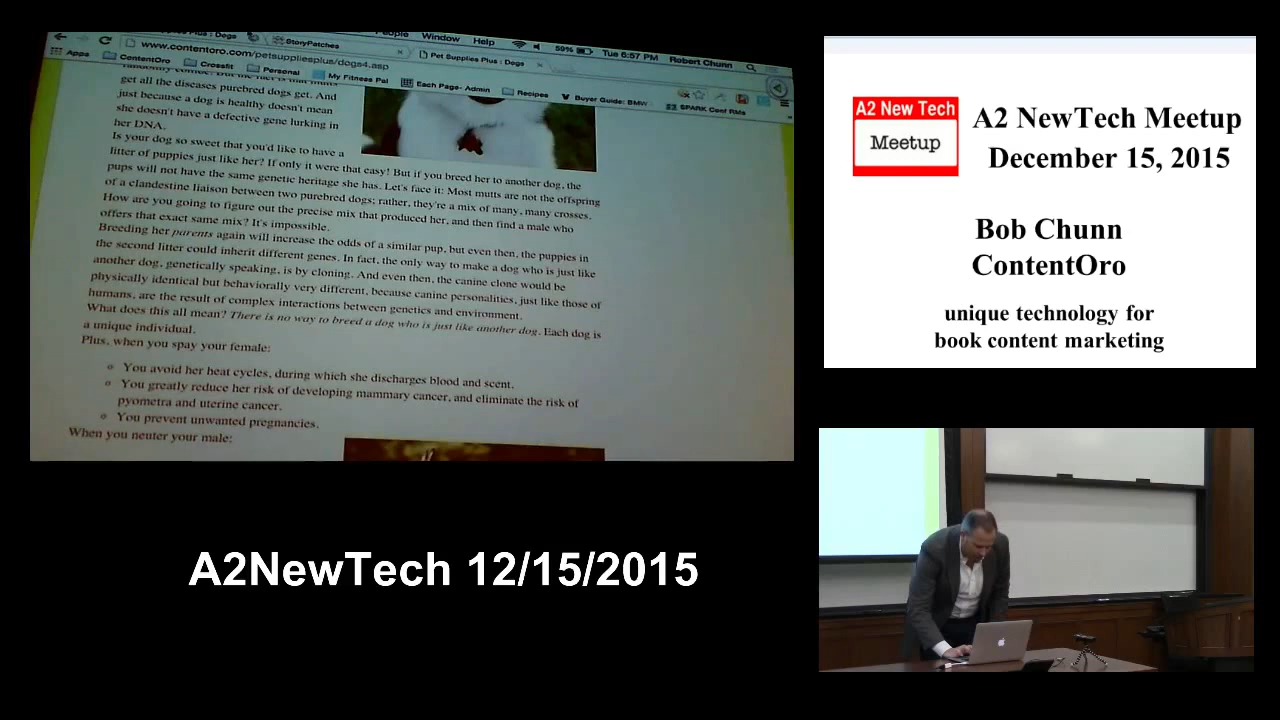 People Window Help 59% Tue 6:57 PM Robert Chunn
Plus : Dogs StoryPatches Pet Supplies Plus : Dogs
www.contentoro.com/petsuppliesplus/dogs4.asp
Apps ContentOro Crossfit Personal My Fitness Pal Each Page- Admin Recipes Buyer Guide: BMW SPARK Conf RMs
get all the diseases purebred dogs get. And
just because a dog is healthy doesn't mean
she doesn't have a defective gene lurking in
her DNA.
Is your dog so sweet that you'd like to have a
litter of puppies just like her? If only it were that easy! But if you breed her to another dog, the
pups will not have the same genetic heritage she has. Let's face it: Most mutts are not the offspring
of a clandestine liaison between two purebred dogs; rather, they're a mix of many, many crosses.
How are you going to figure out the precise mix that produced her, and then find a male who
offers that exact same mix? It's impossible.
Breeding her parents again will increase the odds of a similar pup, but even then, the puppies in
the second litter could inherit different genes. In fact, the only way to make a dog who is just like
another dog, genetically speaking, is by cloning. And even then, the canine clone would be
physically identical but behaviorally very different, because canine personalities, just like those of
humans, are the result of complex interactions between genetics and environment.
What does this all mean? There is no way to breed a dog who is just like another dog. Each dog is
a unique individual.
Plus, when you spay your female:
You avoid her heat cycles, during which she discharges blood and scent.
You greatly reduce her risk of developing mammary cancer, and eliminate the risk of
pyometra and uterine cancer.
You prevent unwanted pregnancies.
When you neuter your male:
A2 New Tech
Meetup
A2 NewTech Meetup
December 15, 2015
Bob Chunn
ContentOro
unique technology for
book content marketing
A2NewTech 12/15/2015